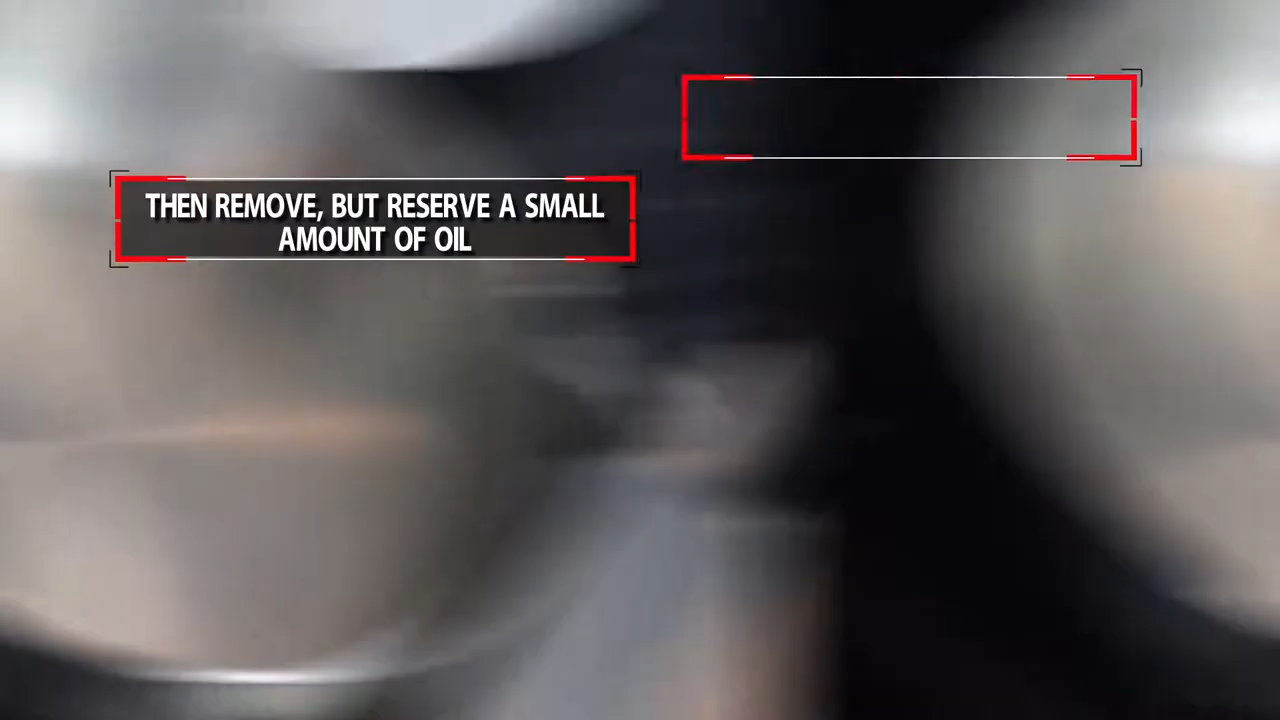 THEN REMOVE, BUT RESERVE A SMALL
AMOUNT OF OIL